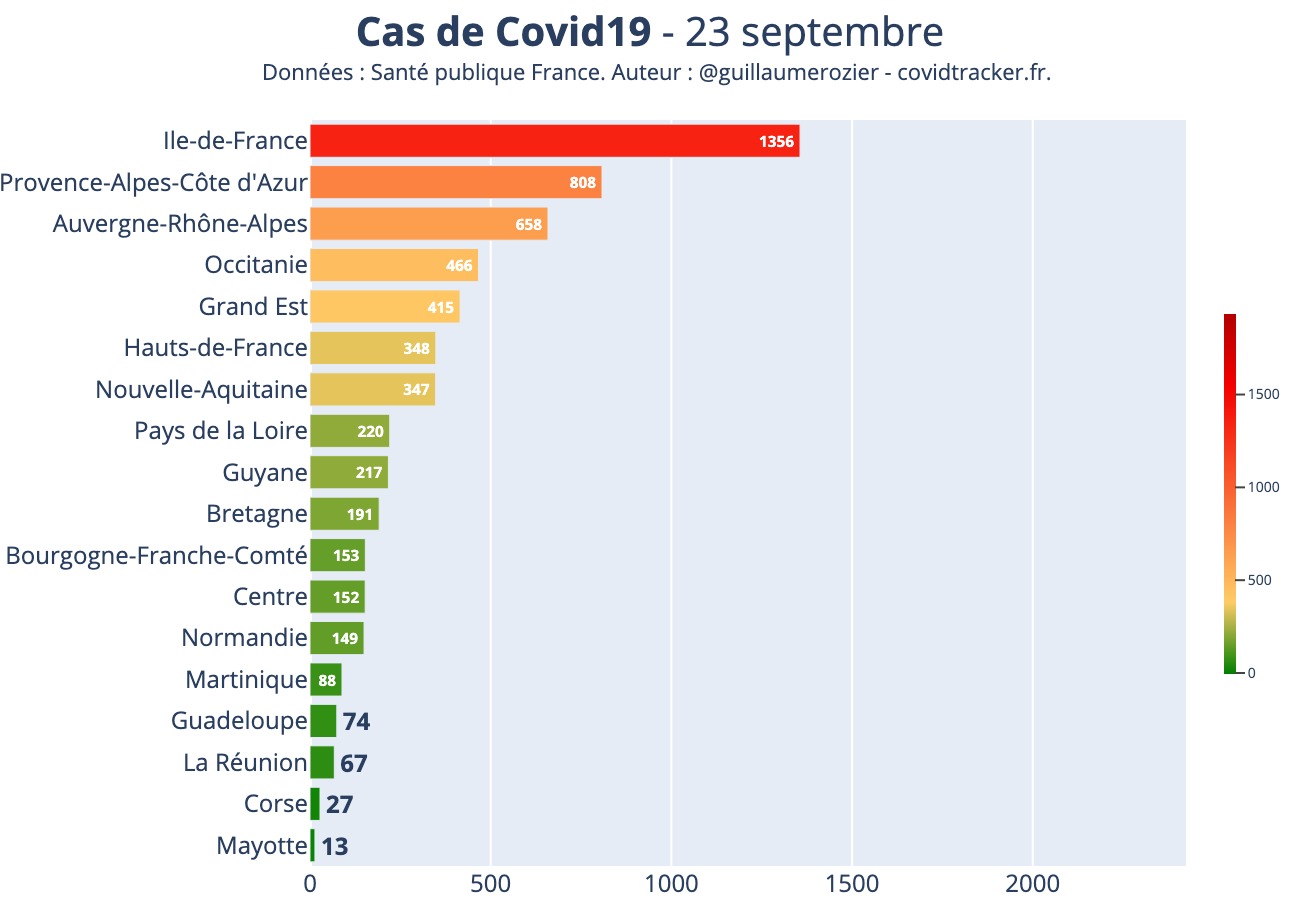 Cas de Covid19 - 23 septembre
Données : Santé publique France. Auteur : @guillaumerozier - covidtracker.fr.
Ile-de-France 1356
Provence-Alpes-Côte d'Azur 808
Auvergne-Rhône-Alpes 658
Occitanie 466
Grand Est 415
Hauts-de-France 348
Nouvelle-Aquitaine 347
Pays de la Loire 220
Guyane 217
Bretagne 191
Bourgogne-Franche-Comté 153
Centre 152
Normandie 149
Martinique 88
Guadeloupe 74
La Réunion 67
Corse 27
Mayotte 13
0 500 1000 1500 2000
1500
1000
500
0